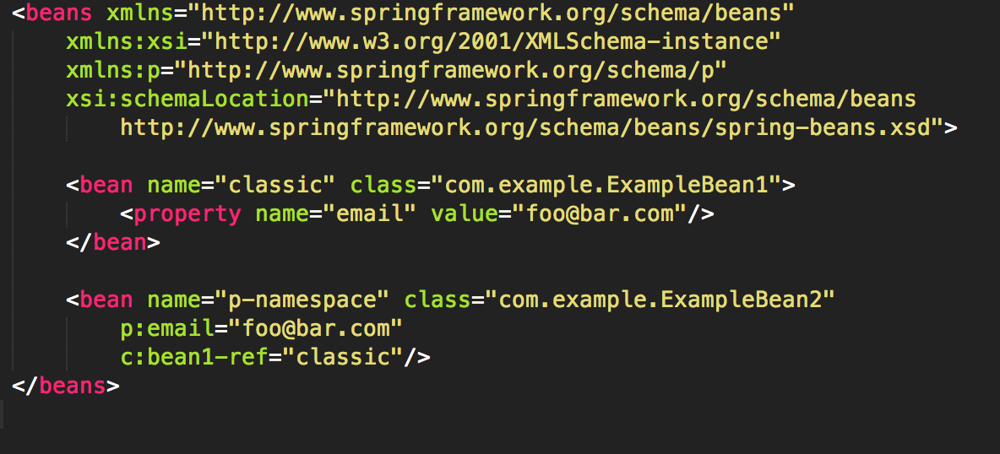 <beans xmlns="http://www.springframework.org/schema/beans"
xmlns:xsi="http://www.w3.org/2001/XMLSchema-instance"
xmlns:p="http://www.springframework.org/schema/p"
xsi:schemaLocation="http://www.springframework.org/schema/beans
http://www.springframework.org/schema/beans/spring-beans.xsd">
<bean name="classic" class="com.example.ExampleBean1">
<property name="email" value="foo@bar.com"/>
</bean>
<bean name="p-namespace" class="com.example.ExampleBean2"
p:email="foo@bar.com"
c:bean1-ref="classic"/>
</beans>